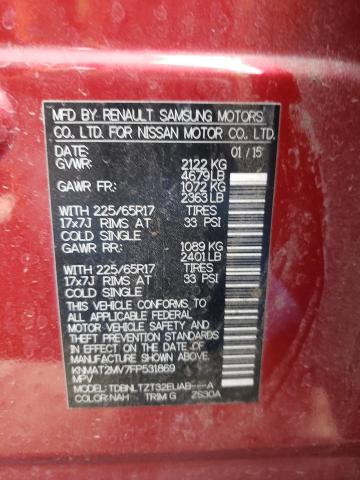 MFD BY RENAULT SAMSUNG MOTORS
CO. LTD. FOR NISSAN MOTOR CO., LTD.
DATE: 01 / 15
GVWR: 2122 KG
4679 LB
GAWR FR: 1072 KG
2363 LB
WITH 225/65R17 TIRES
17x7J RIMS AT 33 PSI
COLD SINGLE
GAWR RR: 1089 KG
2401 LB
WITH 225/65R17 TIRES
17x7J RIMS AT 33 PSI
COLD SINGLE
THIS VEHICLE CONFORMS TO
ALL APPLICABLE FEDERAL
MOTOR VEHICLE SAFETY
AND THEFT PREVENTION
STANDARDS IN EFFECT ON
THE DATE OF
MANUFACTURE SHOWN ABOVE.
KNMAT2MV7FP531869
MPV
MODEL: TDBNLTZT32EUAB---A
COLOR: NAH TRIM: G ZS30A